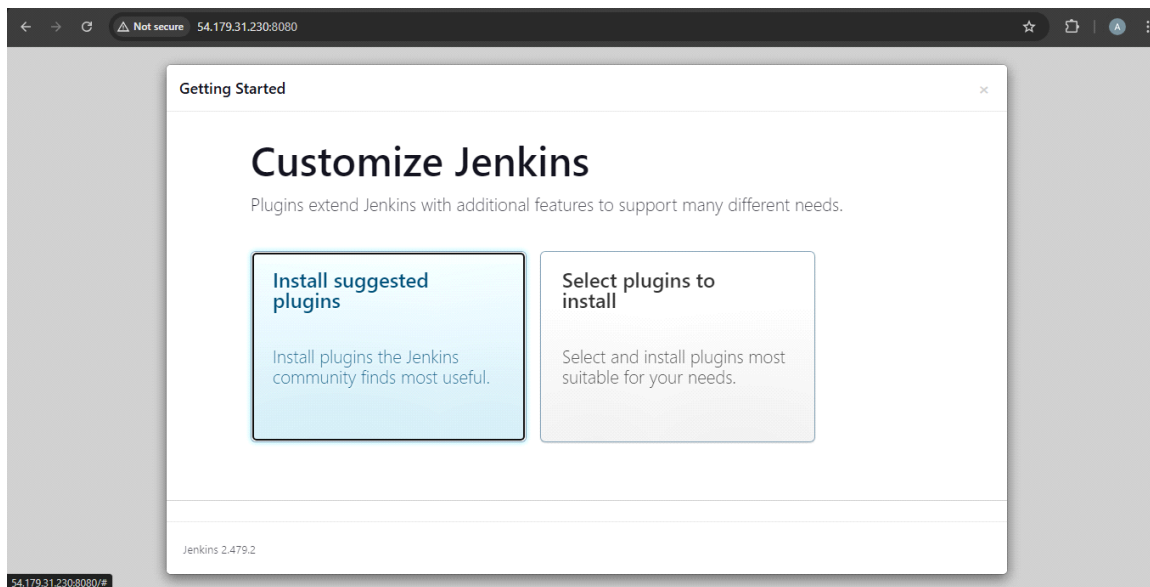 Not secure 54.179.31.230:8080
A
Getting Started ×
Customize Jenkins
Plugins extend Jenkins with additional features to support many different needs.
Install suggested
plugins
Install plugins the Jenkins
community finds most useful.
Select plugins to
install
Select and install plugins most
suitable for your needs.
Jenkins 2.479.2
54.179.31.230:8080/#